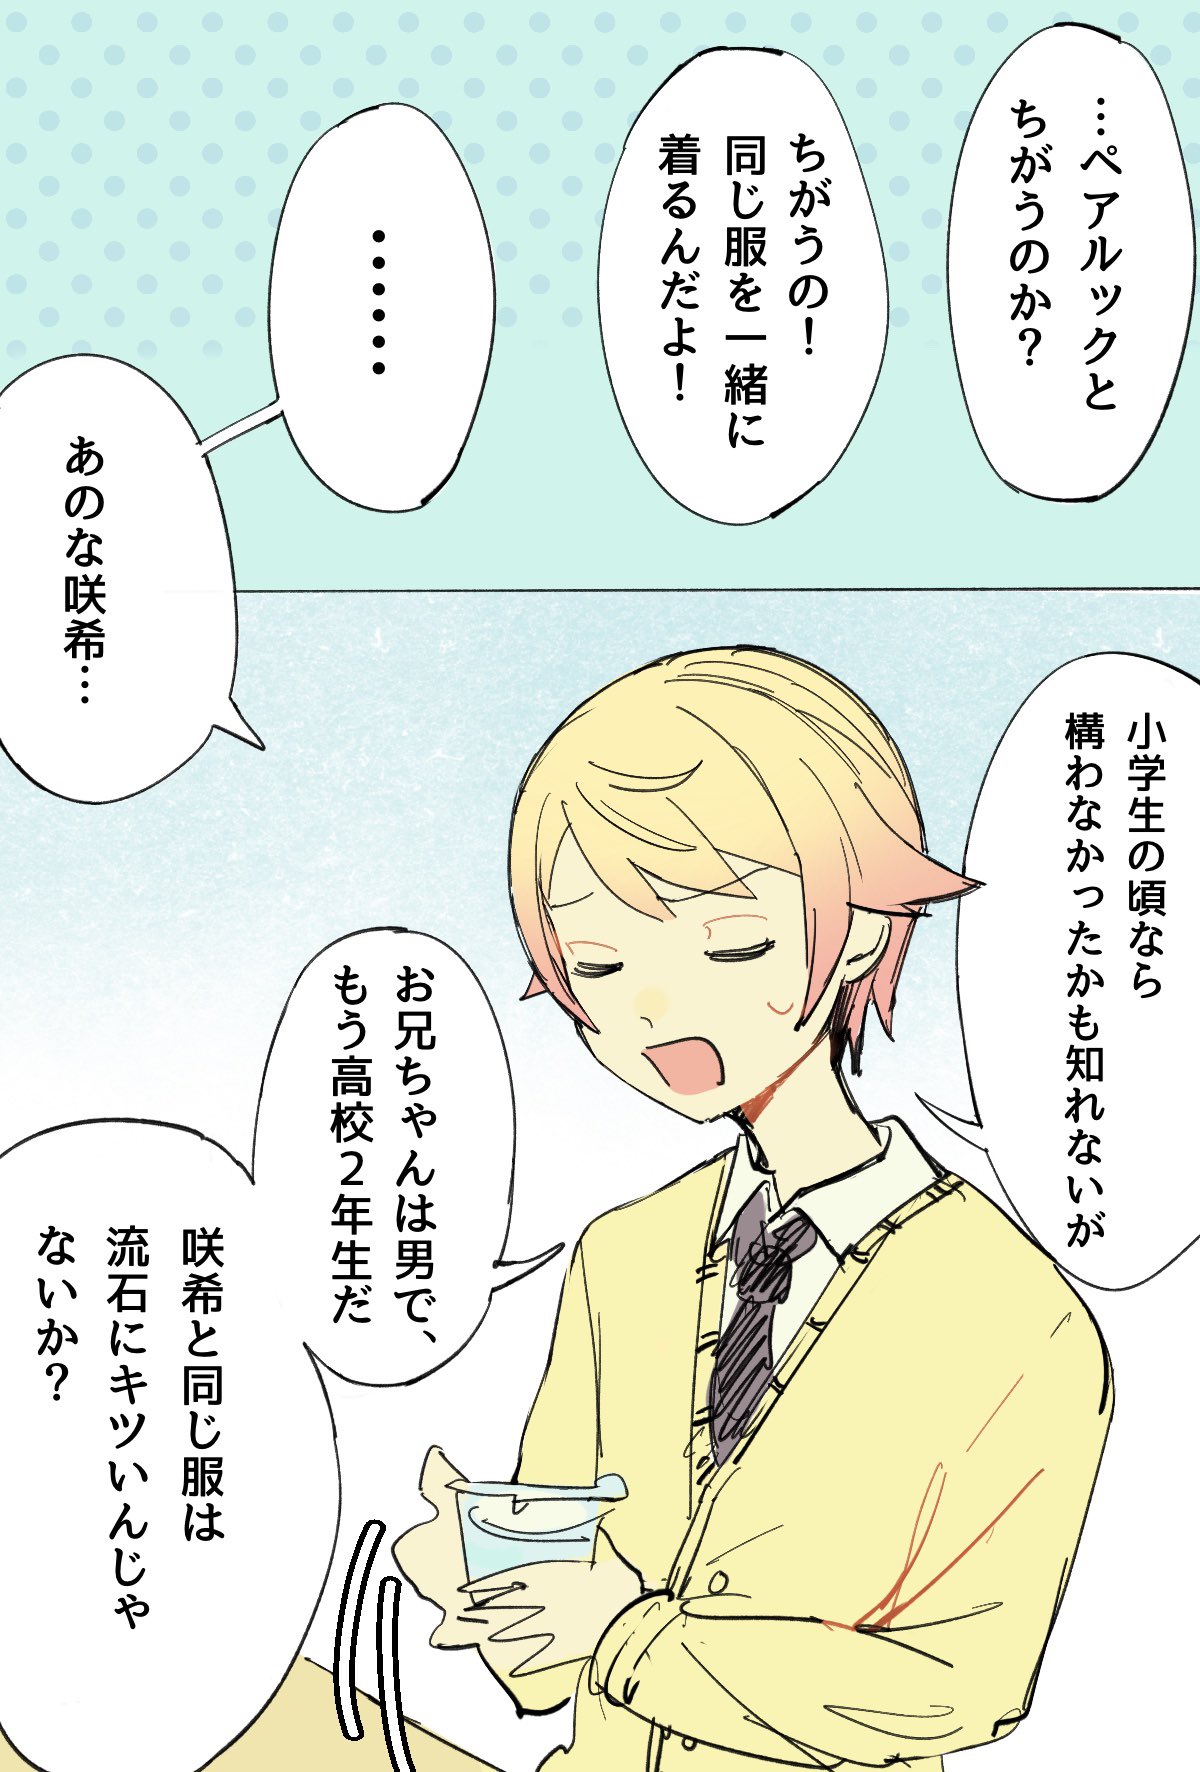 …ペアルックと
ちがうのか?
ちがうの!
同じ服を一緒に
着るんだよ!
……
あのな咲希…
小学生の頃なら
構わなかったかも知れないが
お兄ちゃんは男で、
もう高校2年生だ
咲希と同じ服は
流石にキツいんじゃ
ないか?